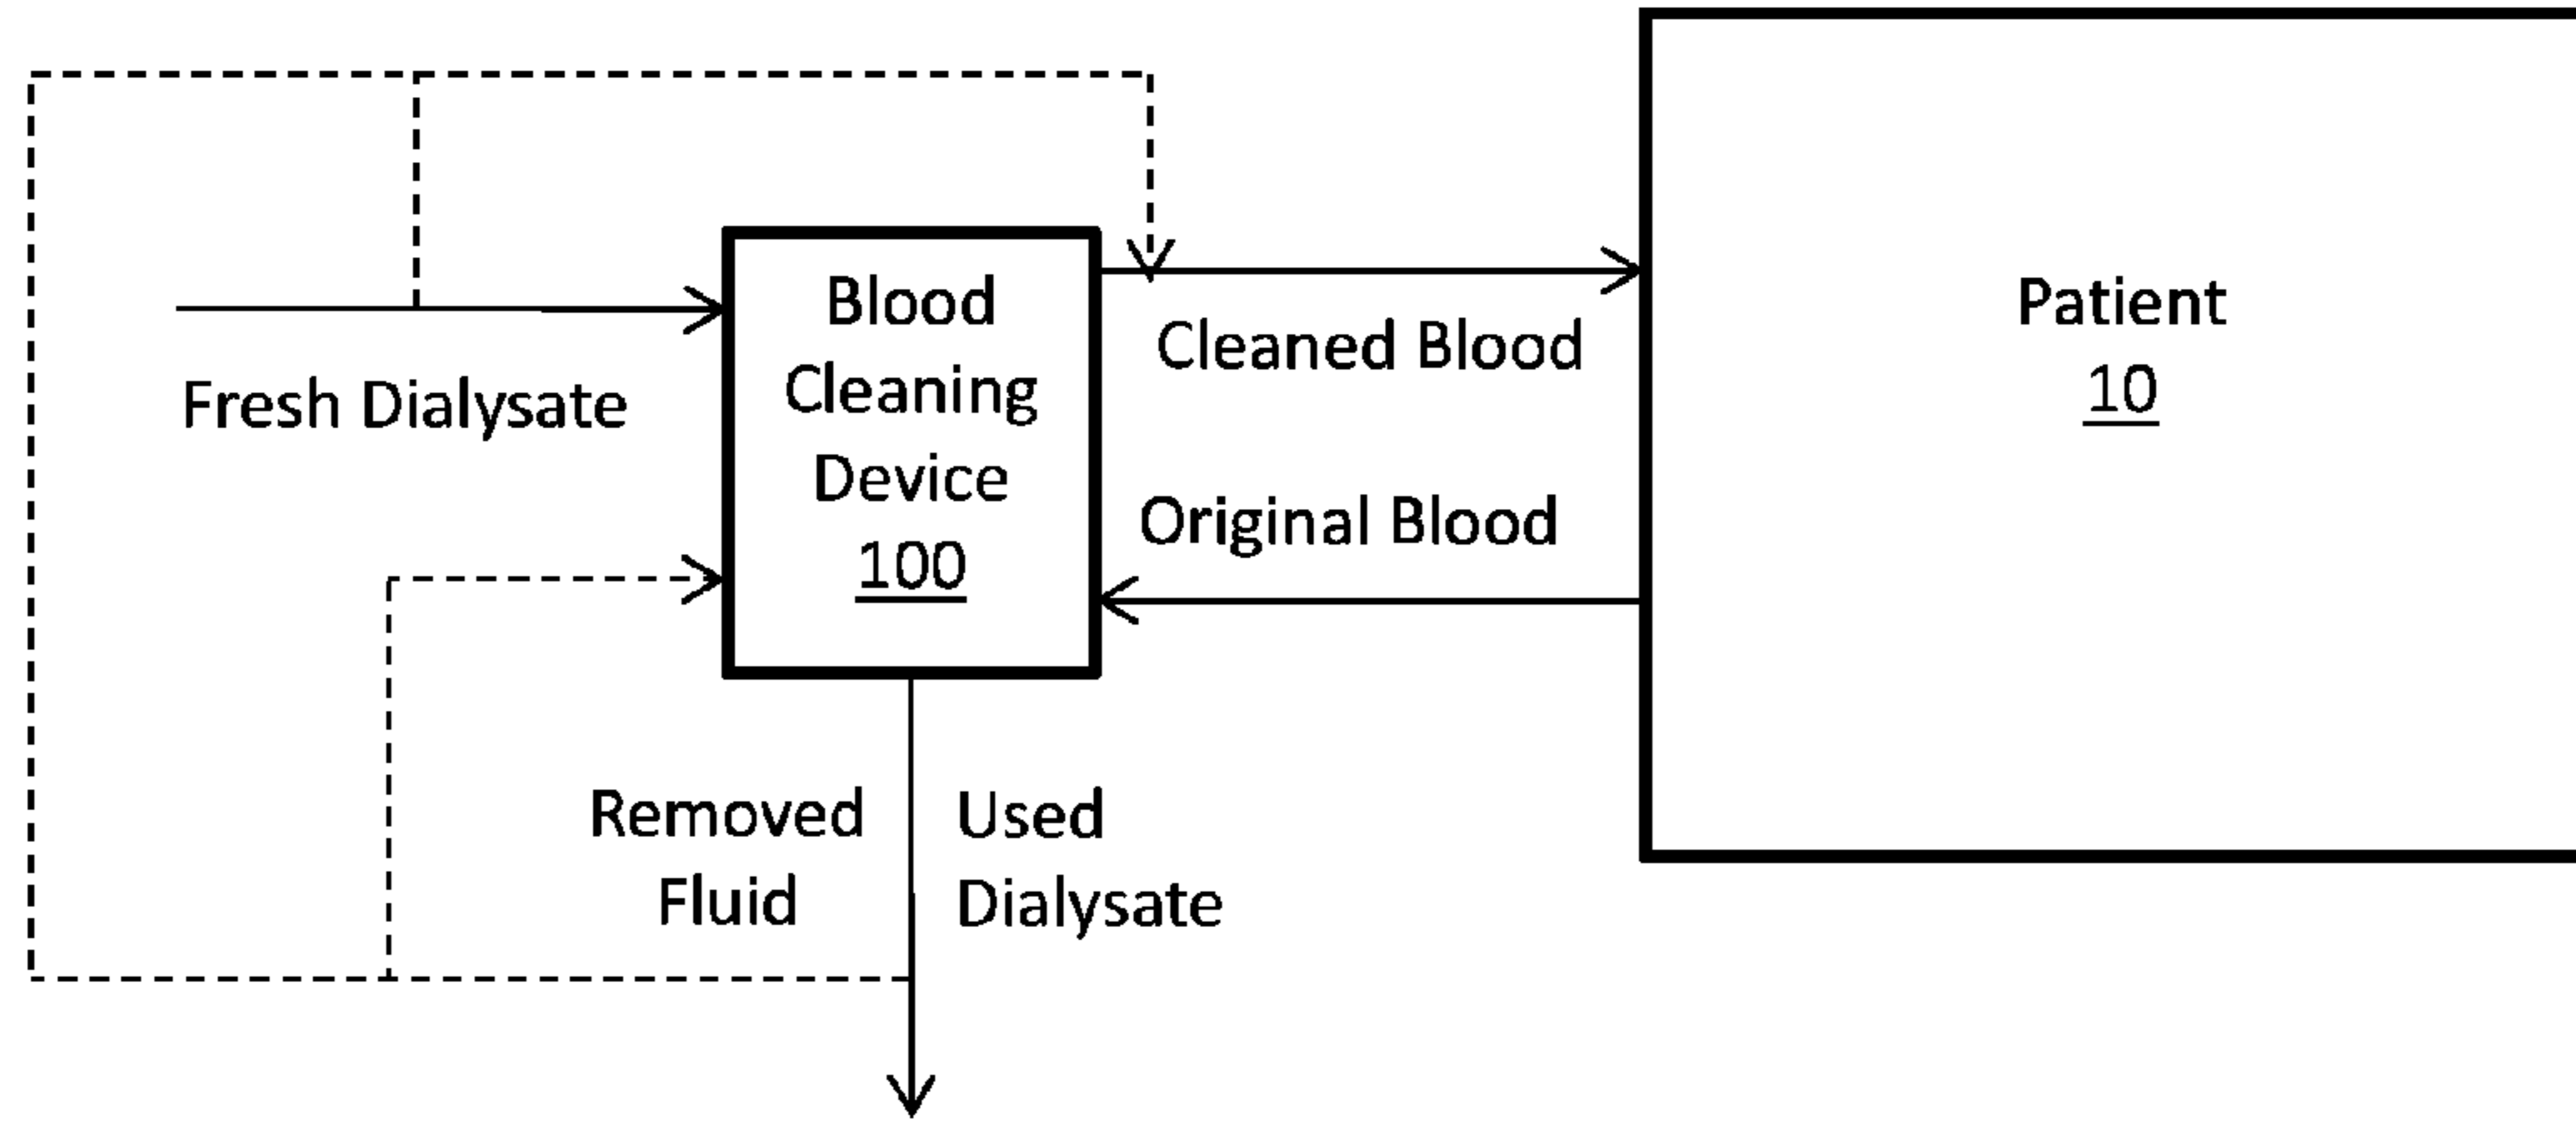 Blood
Cleaning
Device
100
Fresh Dialysate
Cleaned Blood
Original Blood
Patient
10
Removed
Fluid
Used
Dialysate